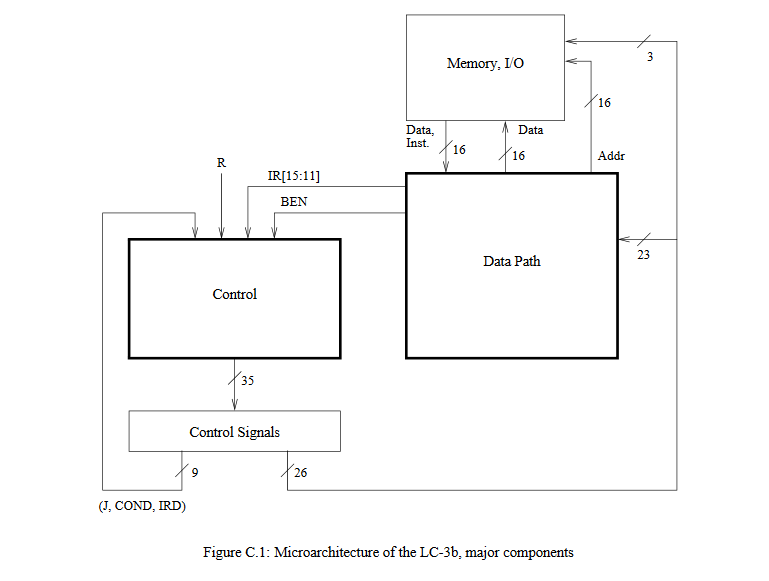 Memory, I/O
3
16
Data,
Inst.
16
Data
16
Addr
R
IR[15:11]
BEN
Control
Data Path
23
35
Control Signals
9
26
(J, COND, IRD)
Figure C.1: Microarchitecture of the LC-3b, major components